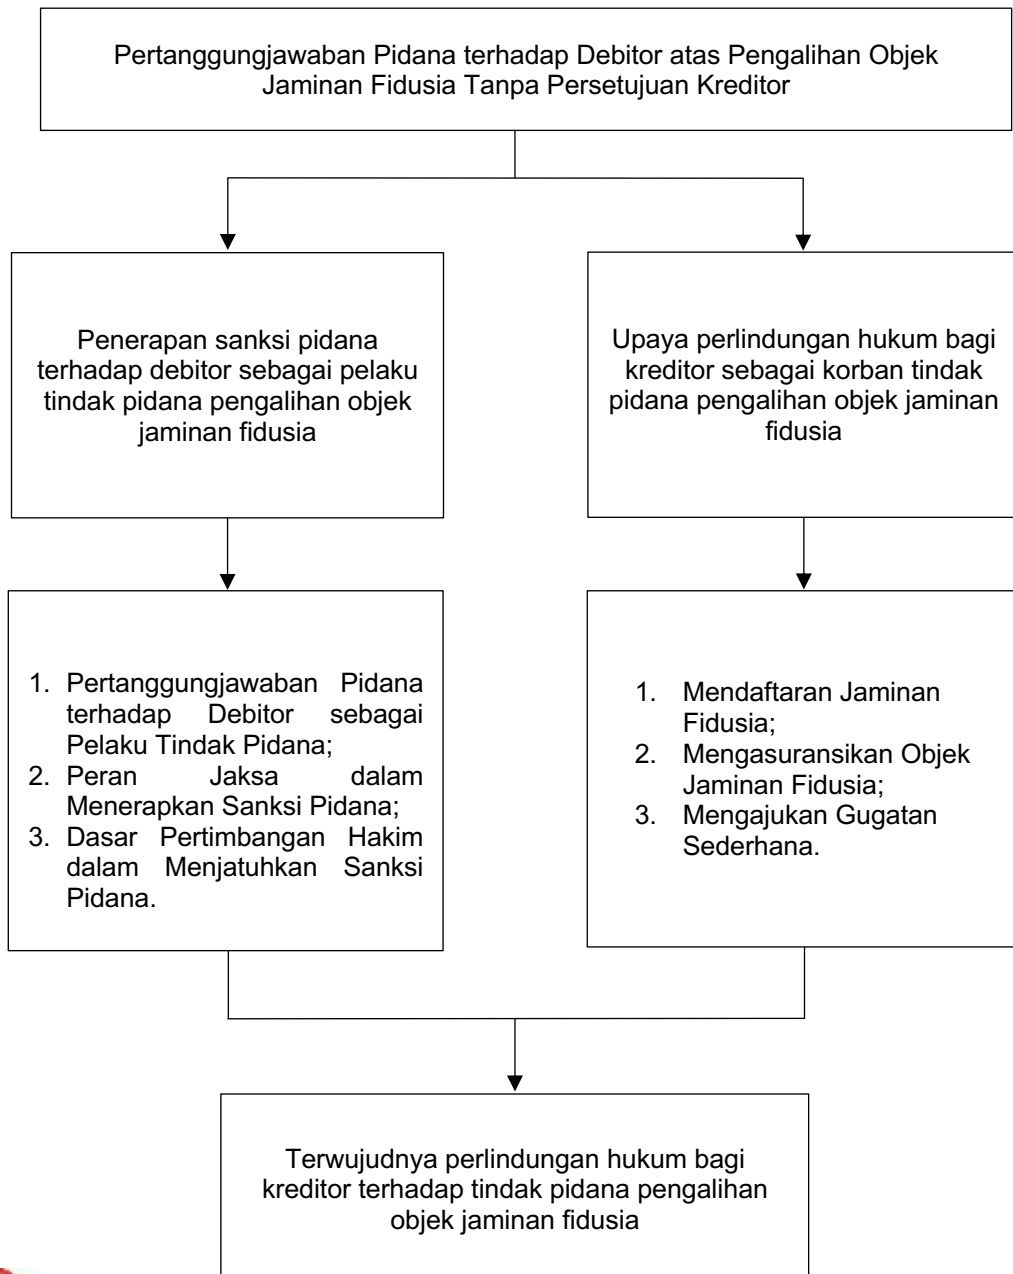 Pertanggungjawaban Pidana terhadap Debitor atas Pengalihan Objek
Jaminan Fidusia Tanpa Persetujuan Kreditor
Penerapan sanksi pidana
terhadap debitor sebagai pelaku
tindak pidana pengalihan objek
jaminan fidusia
Upaya perlindungan hukum bagi
kreditor sebagai korban tindak
pidana pengalihan objek jaminan
fidusia
1. Pertanggungjawaban Pidana
terhadap Debitor sebagai
Pelaku Tindak Pidana;
2. Peran Jaksa dalam
Menerapkan Sanksi Pidana;
3. Dasar Pertimbangan Hakim
dalam Menjatuhkan Sanksi
Pidana.
1. Mendaftaran Jaminan
Fidusia;
2. Mengasuransikan Objek
Jaminan Fidusia;
3. Mengajukan Gugatan
Sederhana.
Terwujudnya perlindungan hukum bagi
kreditor terhadap tindak pidana pengalihan
objek jaminan fidusia